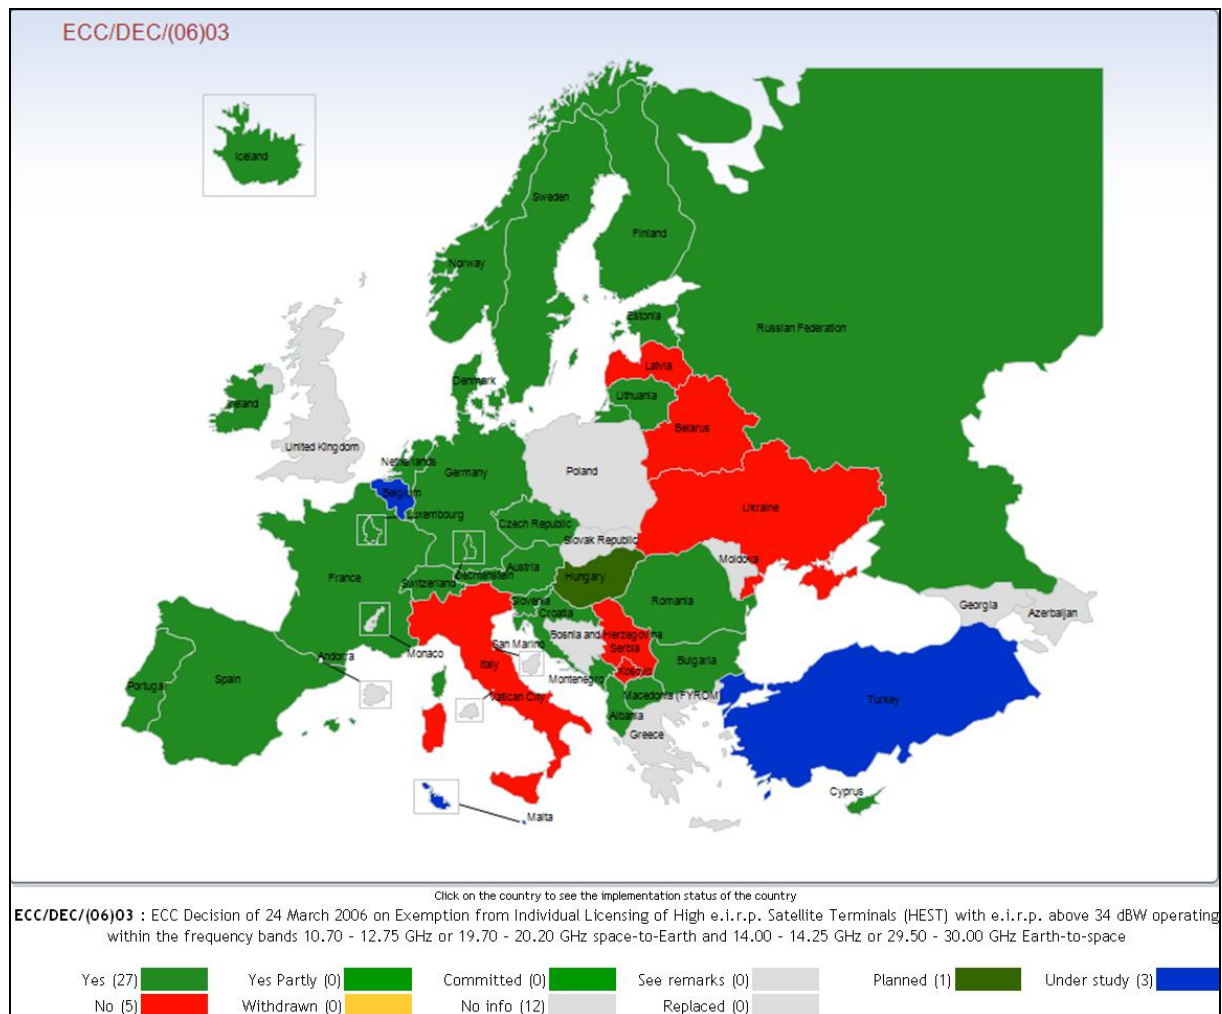 ECC/DEC/(06)03
Iceland
Sweden
Finland
Norway
Russian Federation
Estonia
Latvia
Denmark
Lithuania
Ireland
Belarus
United Kingdom
Netherlands
Germany
Poland
Belgium
Ukraine
Luxembourg
Czech Republic
Slovak Republic
Moldova
France
Switzerland
Liechtenstein
Austria
Hungary
Slovenia
Croatia
Romania
Georgia
Azerbaijan
Bosnia and Herzegovina
San Marino
Serbia
Monaco
Andorra
Italy
Kosovo
Bulgaria
Montenegro
Portugal
Spain
Vatican City
Macedonia (FYROM)
Turkey
Albania
Greece
Cyprus
Malta
Click on the country to see the implementation status of the country
ECC/DEC/(06)03 : ECC Decision of 24 March 2006 on Exemption from Individual Licensing of High e.i.r.p. Satellite Terminals (HEST) with e.i.r.p. above 34 dBW operating
within the frequency bands 10.70 - 12.75 GHz or 19.70 - 20.20 GHz space-to-Earth and 14.00 - 14.25 GHz or 29.50 - 30.00 GHz Earth-to-space
Yes (27) Yes Partly (0) Committed (0) See remarks (0) Planned (1) Under study (3)
No (5) Withdrawn (0) No info (12) Replaced (0)